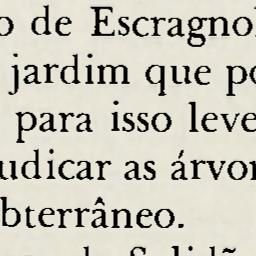 o de Escragnol
jardim que po
para isso leve
udicar as árvor
bterrâneo.